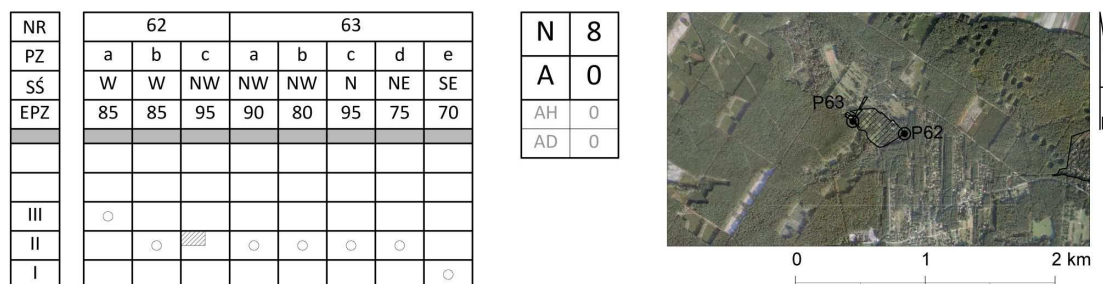 NR 62 63
PZ a b c a b c d e
SŚ W W NW NW NW N NE SE
EPZ 85 85 95 90 80 95 75 70
III
II
I
N 8
A 0
AH 0
AD 0
P63
P62
0 1 2 km